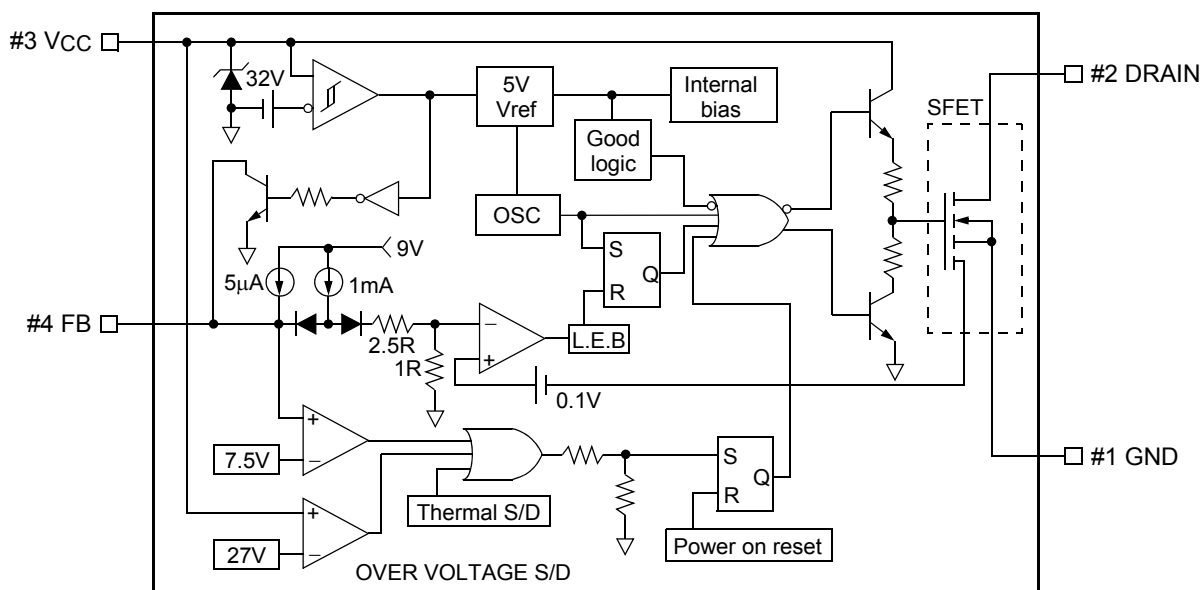 #3 VCC
#2 DRAIN
32V
5V
Vref
Internal
bias
SFET
Good
logic
OSC
9V
5µA
1mA
S
Q
R
#4 FB
2.5R
−
L.E.B
1R
+
0.1V
+
7.5V
−
S
Q
R
#1 GND
Thermal S/D
+
27V
−
Power on reset
OVER VOLTAGE S/D